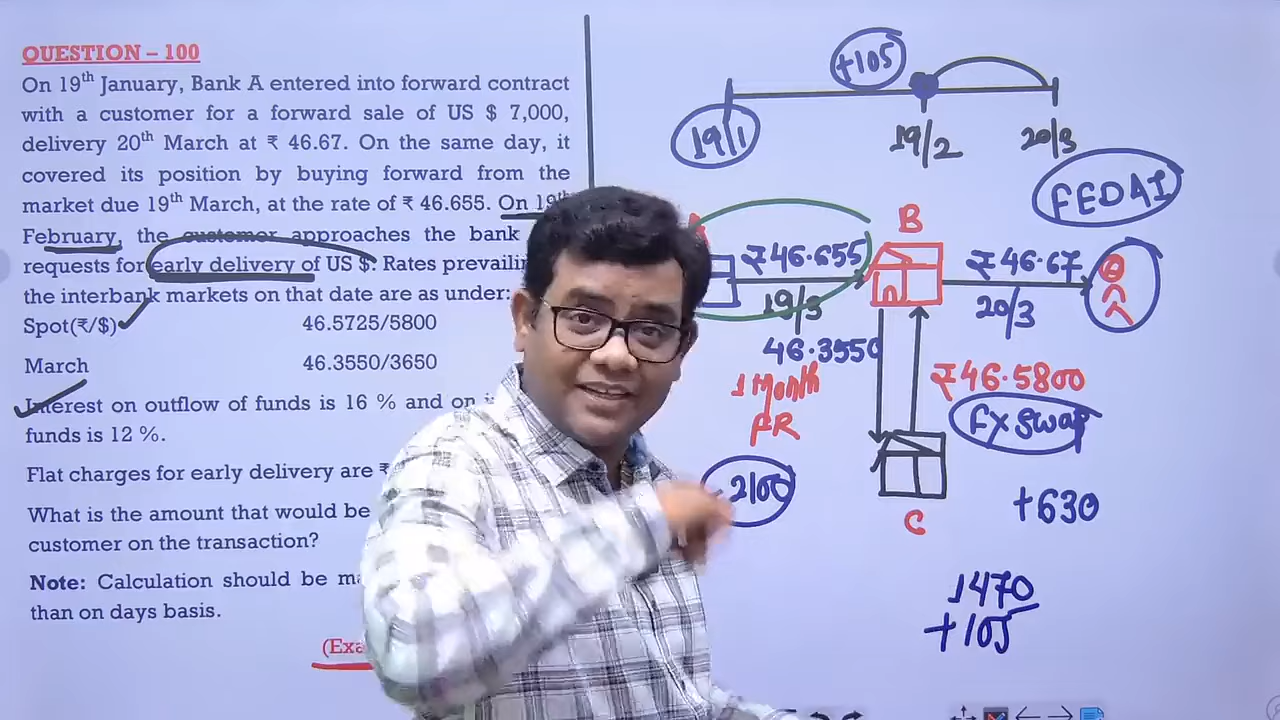 QUESTION – 100
On 19th January, Bank A entered into forward contract
with a customer for a forward sale of US $ 7,000,
delivery 20th March at ₹ 46.67. On the same day, it
covered its position by buying forward from the
market due 19th March, at the rate of ₹ 46.655. On 19th
February, the customer approaches the bank
requests for early delivery of US $. Rates
the interbank markets on that date are as under:
Spot(₹/$) 46.5725/5800
March 46.3550/3650
Interest on outflow of funds is 16 % and on
funds is 12 %.
Flat charges for early delivery are ₹
What is the amount that would be
customer on the transaction?
Note: Calculation should be
than on days basis.
+105
19/1
19/2
20/3
FEDAI
B
₹46.655
₹46.67
19/3
20/3
46.3550
1 Month
FR
₹46.5800
FX SWAP
2100
C
+630
1470
+105